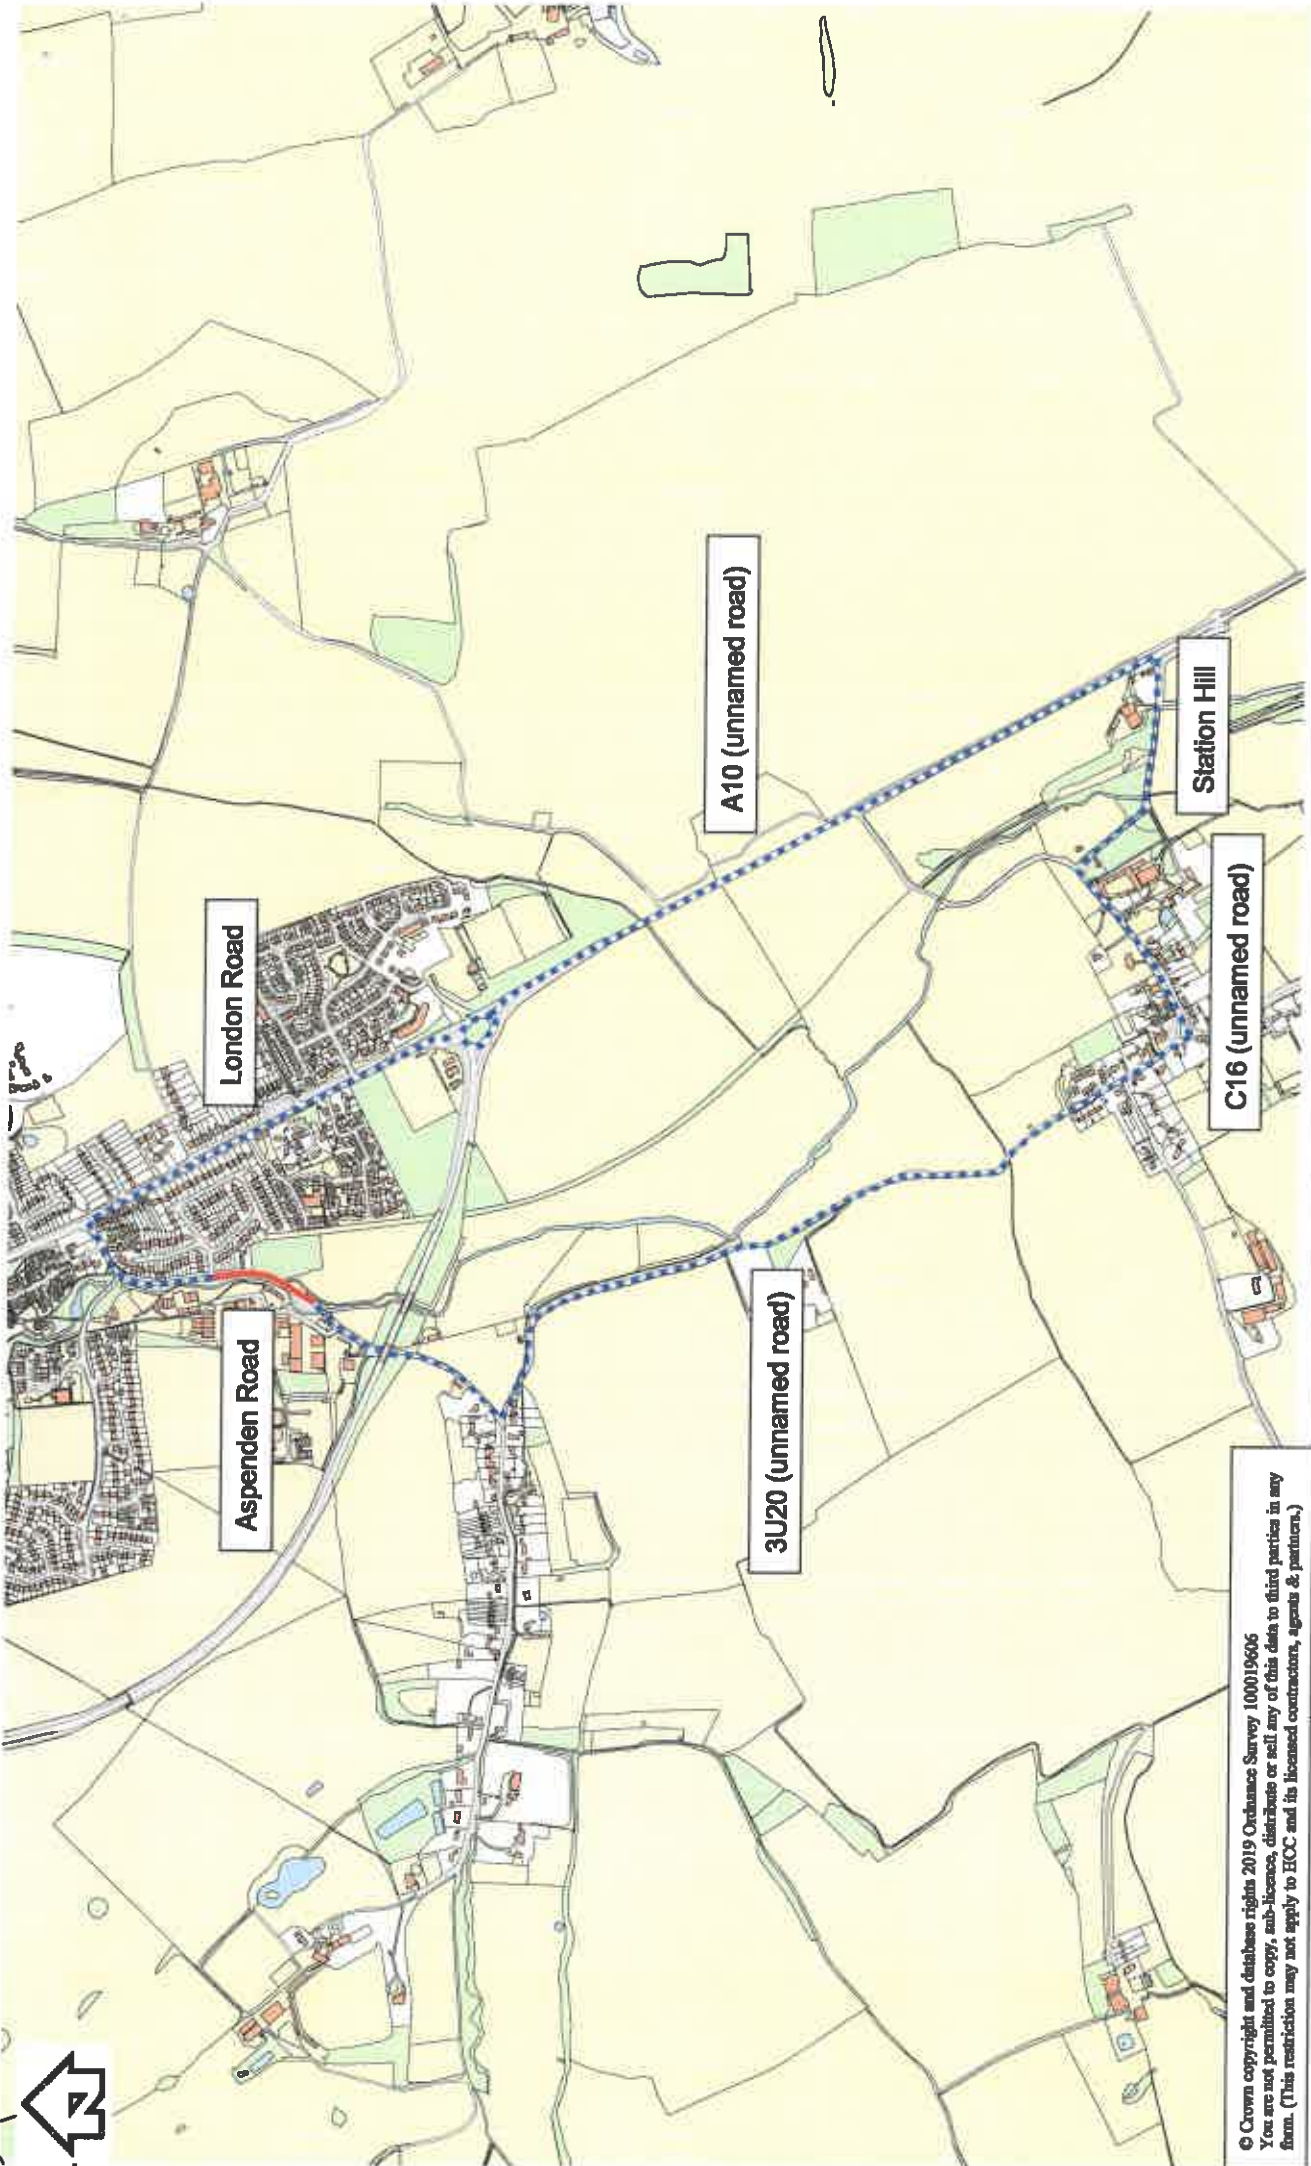 London Road
Aspenden Road
A10 (unnamed road)
3U20 (unnamed road)
Station Hill
C16 (unnamed road)
N
© Crown copyright and database rights 2019 Ordnance Survey 100019606
You are not permitted to copy, sub-licence, distribute or sell any of this data to third parties in any
form. (This restriction may not apply to HCC and its licensed contractors, agents & partners.)